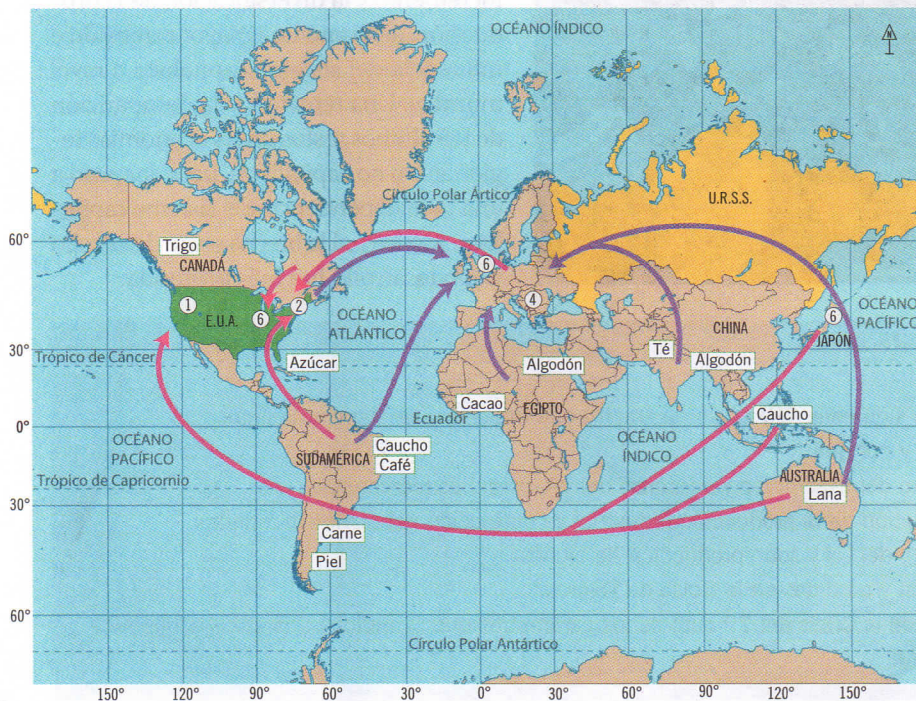 OCÉANO ÍNDICO
N
U.R.S.S.
Círculo Polar Ártico
60°
Trigo
CANADÁ
6
1
2
E.U.A.
6
OCÉANO
ATLÁNTICO
4
CHINA
6
OCÉANO
PACÍFICO
JAPÓN
30°
Trópico de Cáncer
Azúcar
Algodón
Té
Algodón
Cacao
EGIPTO
Ecuador
Caucho
0°
OCÉANO
PACÍFICO
SUDAMÉRICA
Caucho
Café
OCÉANO
ÍNDICO
AUSTRALIA
Lana
Trópico de Capricornio
30°
Carne
Piel
60°
Círculo Polar Antártico
150° 120° 90° 60° 30° 0° 30° 60° 90° 120° 150°